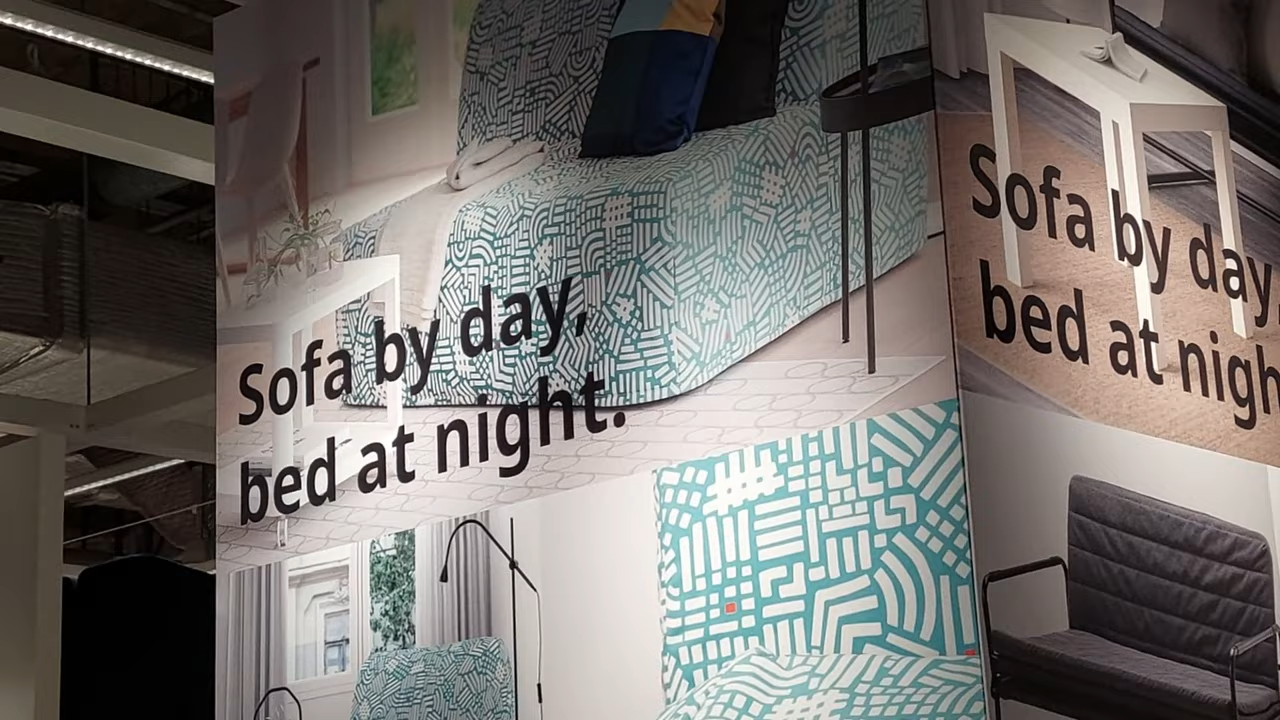 Sofa by day,
bed at night.
Sofa by day
bed at nigh